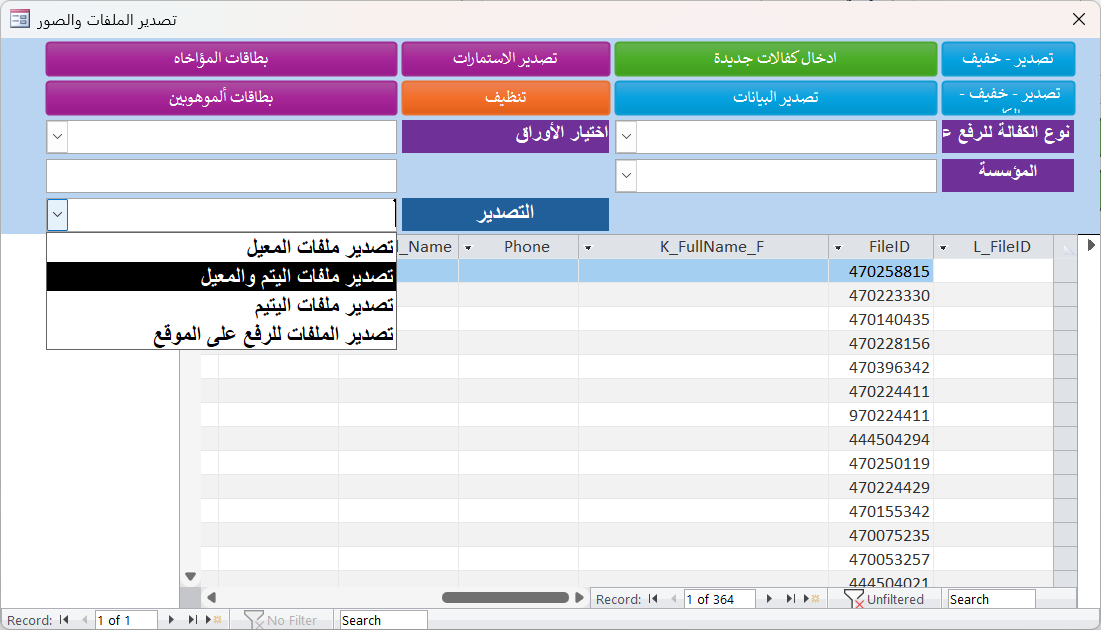 تصدير الملفات والصور
تصدير - خفيف
ادخال كفالات جديدة
تصدير الاستمارات
بطاقات المؤاخاه
تصدير - خفيف -
تصدير البيانات
تنظيف
بطاقات ألموهوبين
نوع الكفالة للرفع
اختيار الأوراق
المؤسسة
التصدير
تصدير ملفات المعيل
تصدير ملفات اليتم والمعيل
تصدير ملفات اليتيم
تصدير الملفات للرفع على الموقع
_Name Phone K_FullName_F FileID L_FileID
470258815
470223330
470140435
470228156
470396342
470224411
970224411
444504294
470250119
470224429
470155342
470075235
470053257
444504021
Record: 1 of 364 Unfiltered Search
Record: 1 of 1 No Filter Search